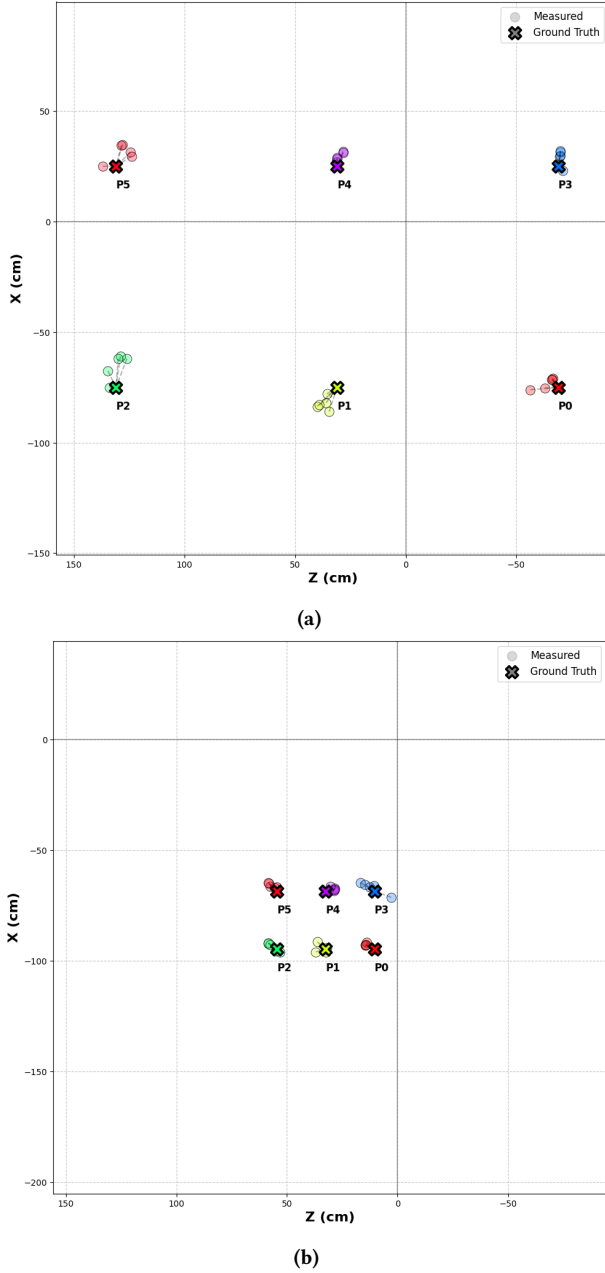 Measured
Ground Truth
50
P5
P4
P3
0
X (cm)
−50
P2
P1
P0
−100
−150
150
100
50
0
−50
Z (cm)
(a)
Measured
Ground Truth
0
−50
P5
P4
P3
X (cm)
−100
P2
P1
P0
−150
−200
150
100
50
0
−50
Z (cm)
(b)